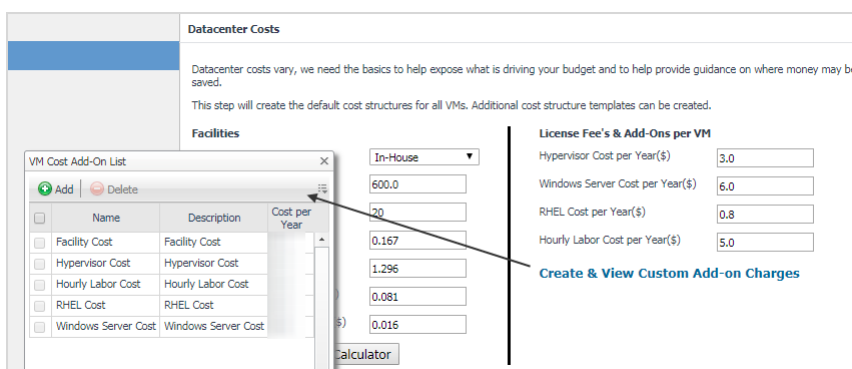 Datacenter Costs
Datacenter costs vary, we need the basics to help expose what is driving your budget and to help provide guidance on where money may be
saved.
This step will create the default cost structures for all VMs. Additional cost structure templates can be created.
Facilities
License Fee's & Add-Ons per VM
VM Cost Add-On List
Add Delete
Name Description Cost per Year
Facility Cost Facility Cost
Hypervisor Cost Hypervisor Cost
Hourly Labor Cost Hourly Labor Cost
RHEL Cost RHEL Cost
Windows Server Cost Windows Server Cost
In-House
600.0
20
0.167
1.296
) 0.081
$) 0.016
Calculator
Hypervisor Cost per Year($) 3.0
Windows Server Cost per Year($) 6.0
RHEL Cost per Year($) 0.8
Hourly Labor Cost per Year($) 5.0
Create & View Custom Add-on Charges